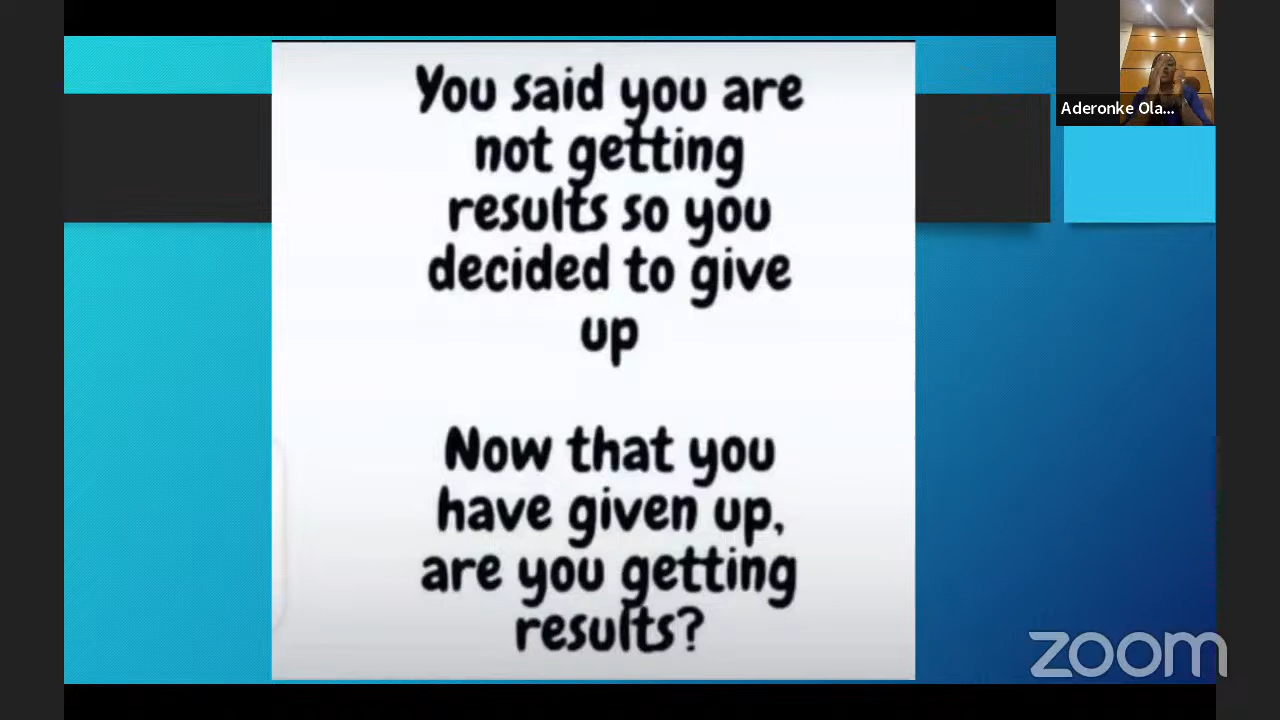 You said you are
not getting
results so you
decided to give
up
Now that you
have given up,
are you getting
results?
Aderonke Ola...
zoom